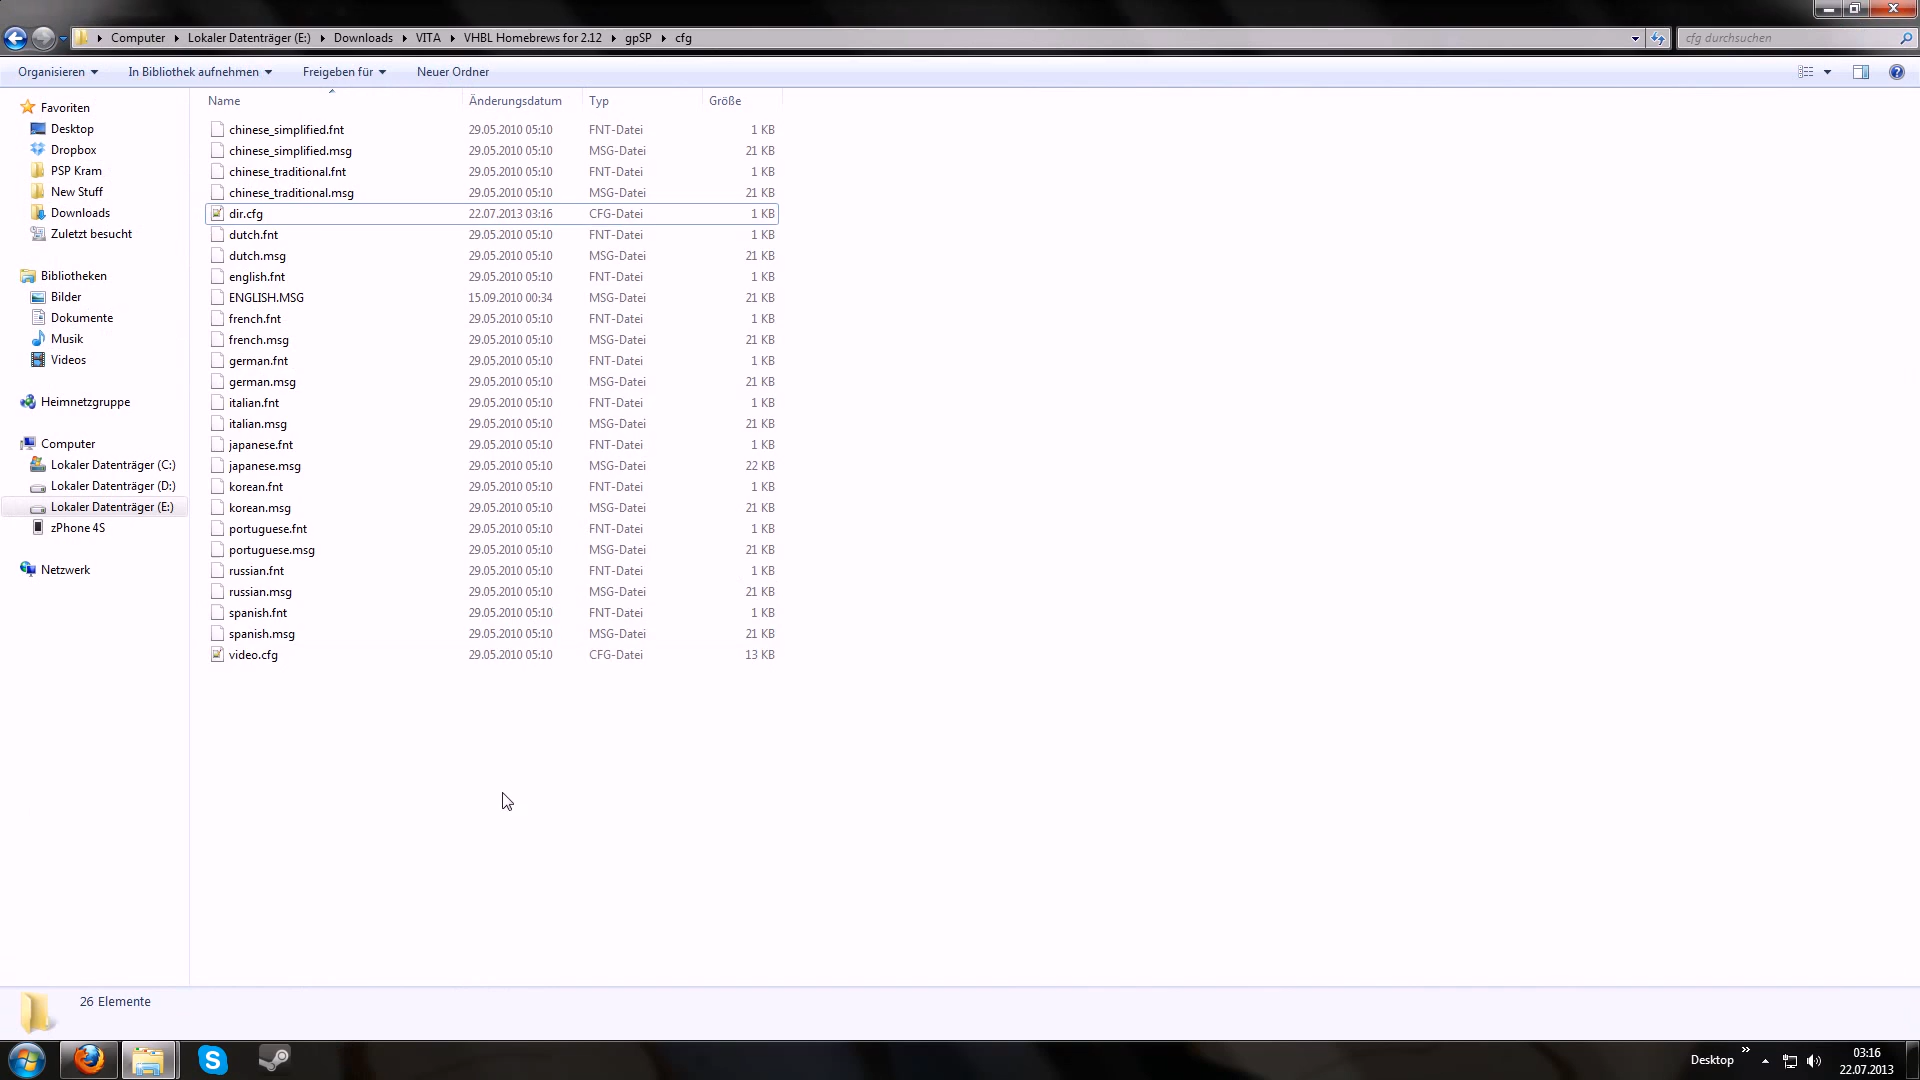 Computer Lokaler Datenträger (E:) Downloads VITA VHBL Homebrews for 2.12 gpSP cfg cfg durchsuchen
Organisieren In Bibliothek aufnehmen Freigeben für Neuer Ordner
Name Änderungsdatum Typ Größe
Favoriten
Desktop
Dropbox
PSP Kram
New Stuff
Downloads
Zuletzt besucht
Bibliotheken
Bilder
Dokumente
Musik
Videos
Heimnetzgruppe
Computer
Lokaler Datenträger (C:)
Lokaler Datenträger (D:)
Lokaler Datenträger (E:)
zPhone 4S
Netzwerk
chinese_simplified.fnt 29.05.2010 05:10 FNT-Datei 1 KB
chinese_simplified.msg 29.05.2010 05:10 MSG-Datei 21 KB
chinese_traditional.fnt 29.05.2010 05:10 FNT-Datei 1 KB
chinese_traditional.msg 29.05.2010 05:10 MSG-Datei 21 KB
dir.cfg 22.07.2013 03:16 CFG-Datei 1 KB
dutch.fnt 29.05.2010 05:10 FNT-Datei 1 KB
dutch.msg 29.05.2010 05:10 MSG-Datei 21 KB
english.fnt 29.05.2010 05:10 FNT-Datei 1 KB
ENGLISH.MSG 15.09.2010 00:34 MSG-Datei 21 KB
french.fnt 29.05.2010 05:10 FNT-Datei 1 KB
french.msg 29.05.2010 05:10 MSG-Datei 21 KB
german.fnt 29.05.2010 05:10 FNT-Datei 1 KB
german.msg 29.05.2010 05:10 MSG-Datei 21 KB
italian.fnt 29.05.2010 05:10 FNT-Datei 1 KB
italian.msg 29.05.2010 05:10 MSG-Datei 21 KB
japanese.fnt 29.05.2010 05:10 FNT-Datei 1 KB
japanese.msg 29.05.2010 05:10 MSG-Datei 22 KB
korean.fnt 29.05.2010 05:10 FNT-Datei 1 KB
korean.msg 29.05.2010 05:10 MSG-Datei 21 KB
portuguese.fnt 29.05.2010 05:10 FNT-Datei 1 KB
portuguese.msg 29.05.2010 05:10 MSG-Datei 21 KB
russian.fnt 29.05.2010 05:10 FNT-Datei 1 KB
russian.msg 29.05.2010 05:10 MSG-Datei 21 KB
spanish.fnt 29.05.2010 05:10 FNT-Datei 1 KB
spanish.msg 29.05.2010 05:10 MSG-Datei 21 KB
video.cfg 29.05.2010 05:10 CFG-Datei 13 KB
26 Elemente
Desktop 03:16
22.07.2013